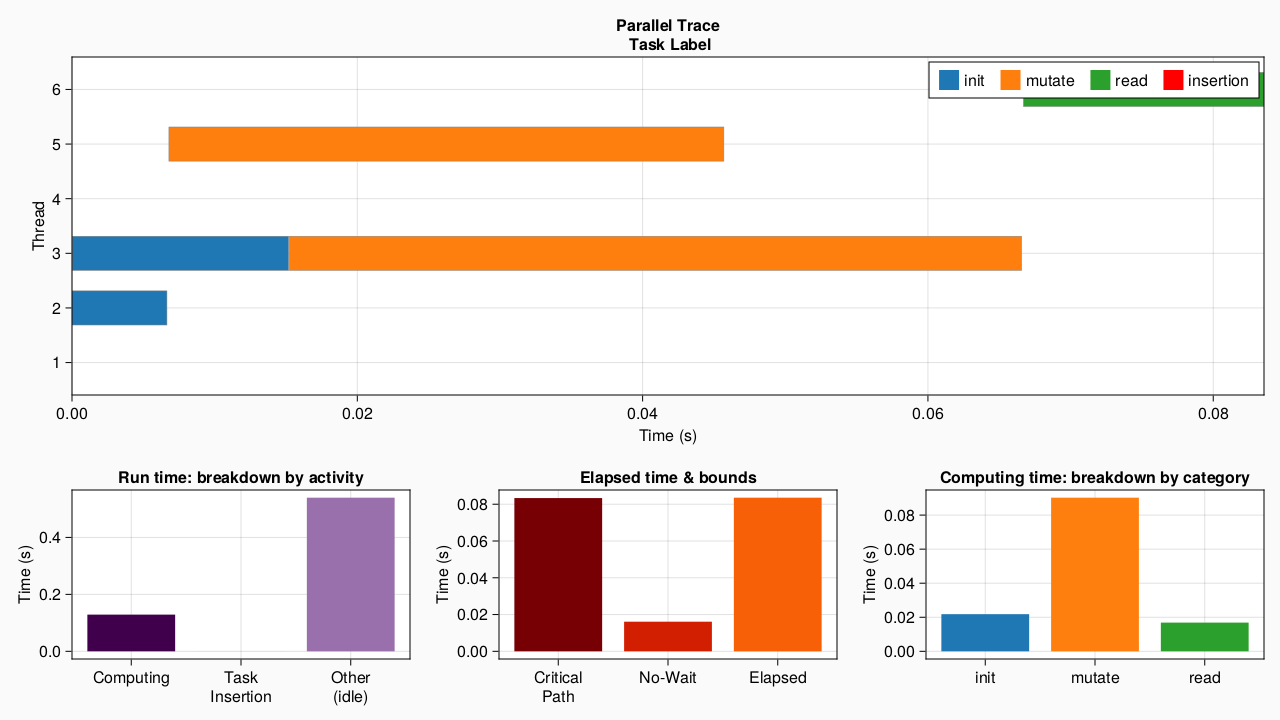 Parallel Trace
Task Label
init mutate read insertion
6
5
4
3
2
1
Thread
0.00 0.02 0.04 0.06 0.08
Time (s)
Run time: breakdown by activity
0.4
0.2
0.0
Time (s)
Computing Task Insertion Other (idle)
Elapsed time & bounds
0.08
0.06
0.04
0.02
0.00
Time (s)
Critical Path No-Wait Elapsed
Computing time: breakdown by category
0.08
0.06
0.04
0.02
0.00
Time (s)
init mutate read